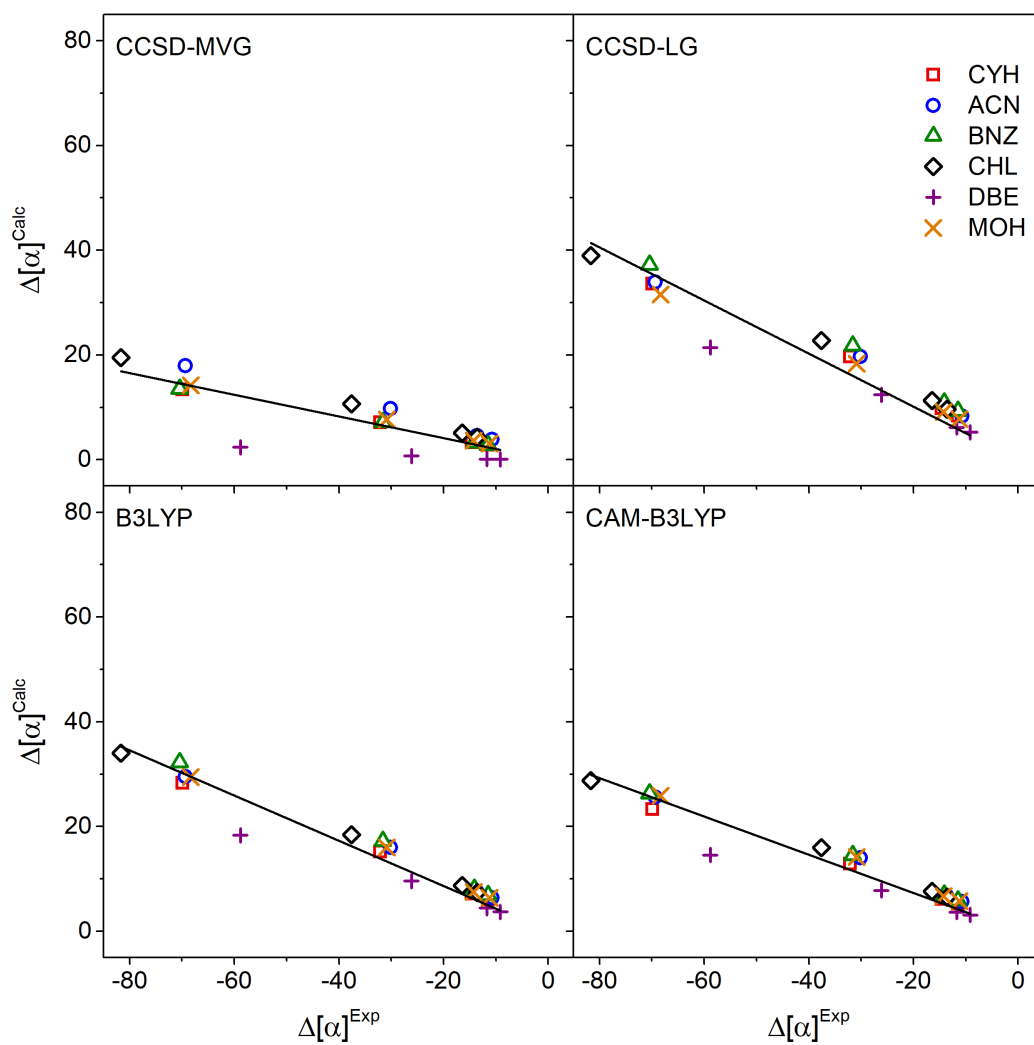 CCSD-MVG
CCSD-LG
CYH
ACN
BNZ
CHL
DBE
MOH
80
60
40
20
0
Δ[α]^Calc
B3LYP
CAM-B3LYP
80
60
40
20
0
Δ[α]^Calc
-80 -60 -40 -20 0
-80 -60 -40 -20 0
Δ[α]^Exp
Δ[α]^Exp